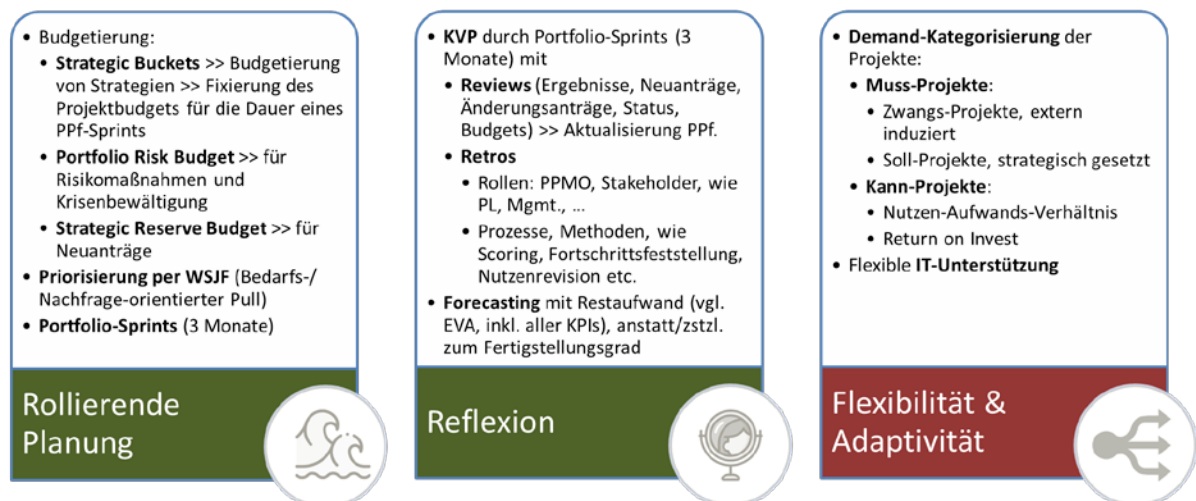 • Budgetierung:
• Strategic Buckets >> Budgetierung
von Strategien >> Fixierung des
Projektbudgets für die Dauer eines
PPf-Sprints
• Portfolio Risk Budget >> für
Risikomaßnahmen und
Krisenbewältigung
• Strategic Reserve Budget >> für
Neuanträge
• Priorisierung per WSJF (Bedarfs-/
Nachfrage-orientierter Pull)
• Portfolio-Sprints (3 Monate)
Rollierende
Planung
• KVP durch Portfolio-Sprints (3
Monate) mit
• Reviews (Ergebnisse, Neuanträge,
Änderungsanträge, Status,
Budgets) >> Aktualisierung PPf.
• Retros
• Rollen: PPMO, Stakeholder, wie
PL, Mgmt., ...
• Prozesse, Methoden, wie
Scoring, Fortschrittsfeststellung,
Nutzenrevision etc.
• Forecasting mit Restaufwand (vgl.
EVA, inkl. aller KPIs), anstatt/zstzl.
zum Fertigstellungsgrad
Reflexion
• Demand-Kategorisierung der
Projekte:
• Muss-Projekte:
• Zwangs-Projekte, extern
induziert
• Soll-Projekte, strategisch gesetzt
• Kann-Projekte:
• Nutzen-Aufwands-Verhältnis
• Return on Invest
• Flexible IT-Unterstützung
Flexibilität &
Adaptivität